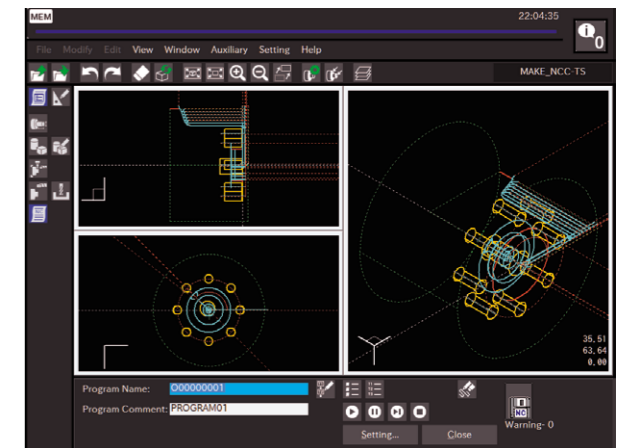 MEM
22:04:35
0
File Modify Edit View Window Auxiliary Setting Help
MAKE_NCC-TS
35.51
63.64
0.00
Program Name: O00000001
Program Comment: PROGRAM01
NC
Warning- 0
Setting... Close